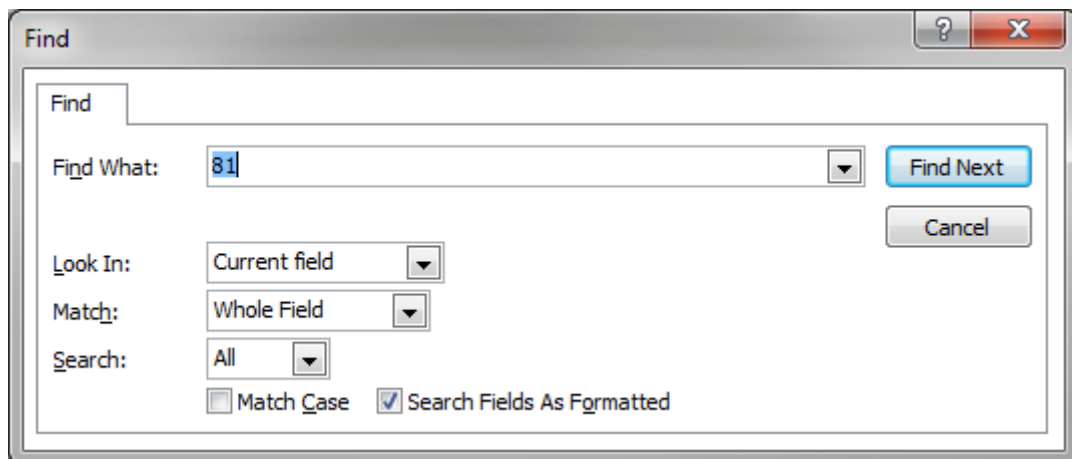 Find
Find
Find What: 81 Find Next
Cancel
Look In: Current field
Match: Whole Field
Search: All
Match Case Search Fields As Formatted